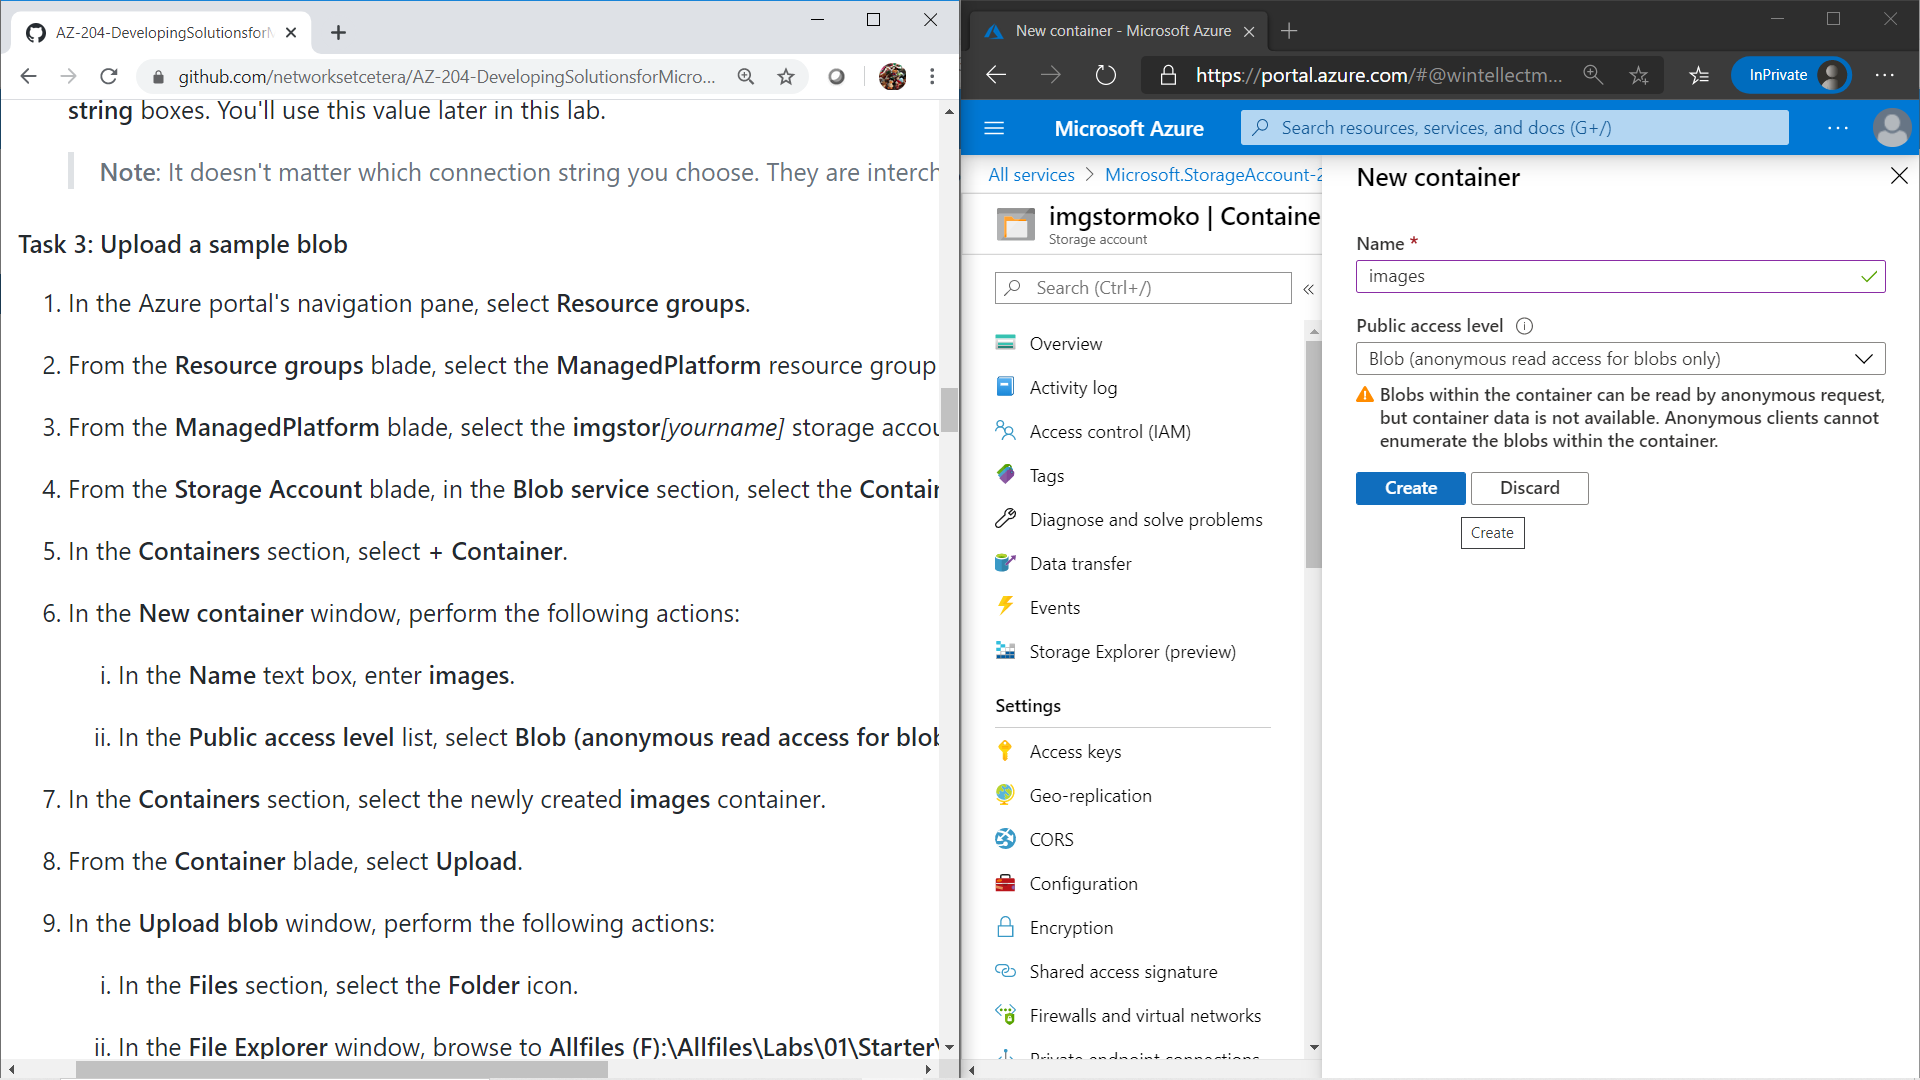 AZ-204-DevelopingSolutionsforM
github.com/networksetcetera/AZ-204-DevelopingSolutionsforMicro...
string boxes. You'll use this value later in this lab.
Note: It doesn't matter which connection string you choose. They are interch
Task 3: Upload a sample blob
1. In the Azure portal's navigation pane, select Resource groups.
2. From the Resource groups blade, select the ManagedPlatform resource group
3. From the ManagedPlatform blade, select the imgstor[yourname] storage accou
4. From the Storage Account blade, in the Blob service section, select the Contain
5. In the Containers section, select + Container.
6. In the New container window, perform the following actions:
i. In the Name text box, enter images.
ii. In the Public access level list, select Blob (anonymous read access for blob
7. In the Containers section, select the newly created images container.
8. From the Container blade, select Upload.
9. In the Upload blob window, perform the following actions:
i. In the Files section, select the Folder icon.
ii. In the File Explorer window, browse to Allfiles (F):\Allfiles\Labs\01\Starter\
New container - Microsoft Azure
https://portal.azure.com/#@wintellectm...
InPrivate
Microsoft Azure
Search resources, services, and docs (G+/)
All services > Microsoft.StorageAccount-2
imgstormoko | Containe
Storage account
Search (Ctrl+/)
Overview
Activity log
Access control (IAM)
Tags
Diagnose and solve problems
Data transfer
Events
Storage Explorer (preview)
Settings
Access keys
Geo-replication
CORS
Configuration
Encryption
Shared access signature
Firewalls and virtual networks
Private endpoint connections
New container
Name *
images
Public access level
Blob (anonymous read access for blobs only)
Blobs within the container can be read by anonymous request,
but container data is not available. Anonymous clients cannot
enumerate the blobs within the container.
Create
Discard
Create